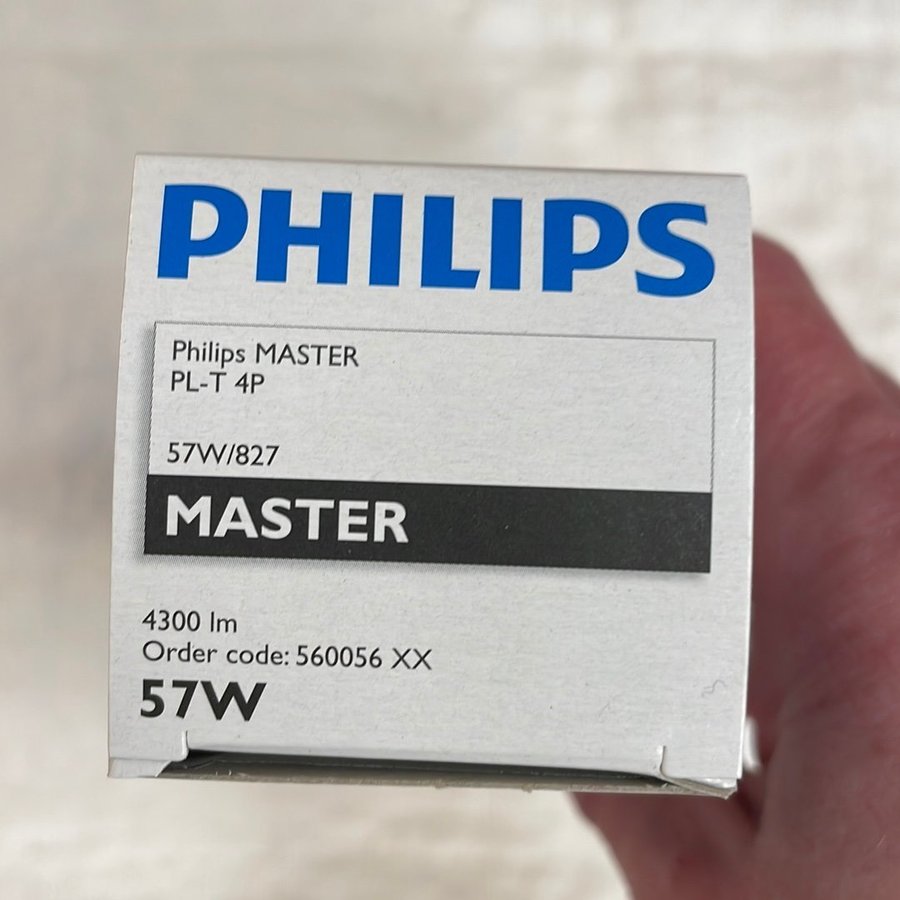 PHILIPS
Philips MASTER
PL-T 4P
57W/827
MASTER
4300 lm
Order code: 560056 XX
57W